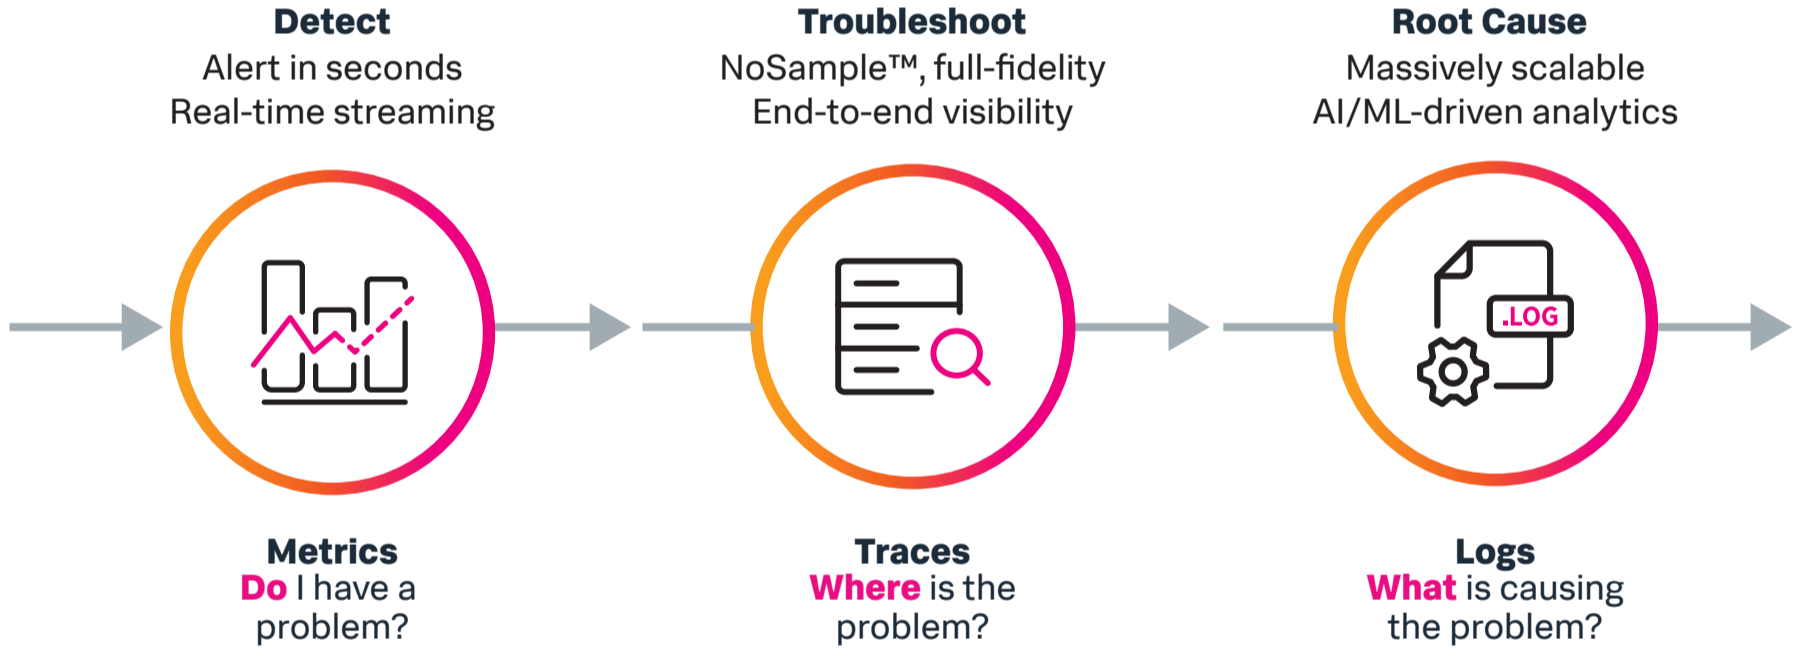 Detect
Alert in seconds
Real-time streaming
Troubleshoot
NoSample™, full-fidelity
End-to-end visibility
Root Cause
Massively scalable
AI/ML-driven analytics
.LOG
Metrics
Do I have a
problem?
Traces
Where is the
problem?
Logs
What is causing
the problem?